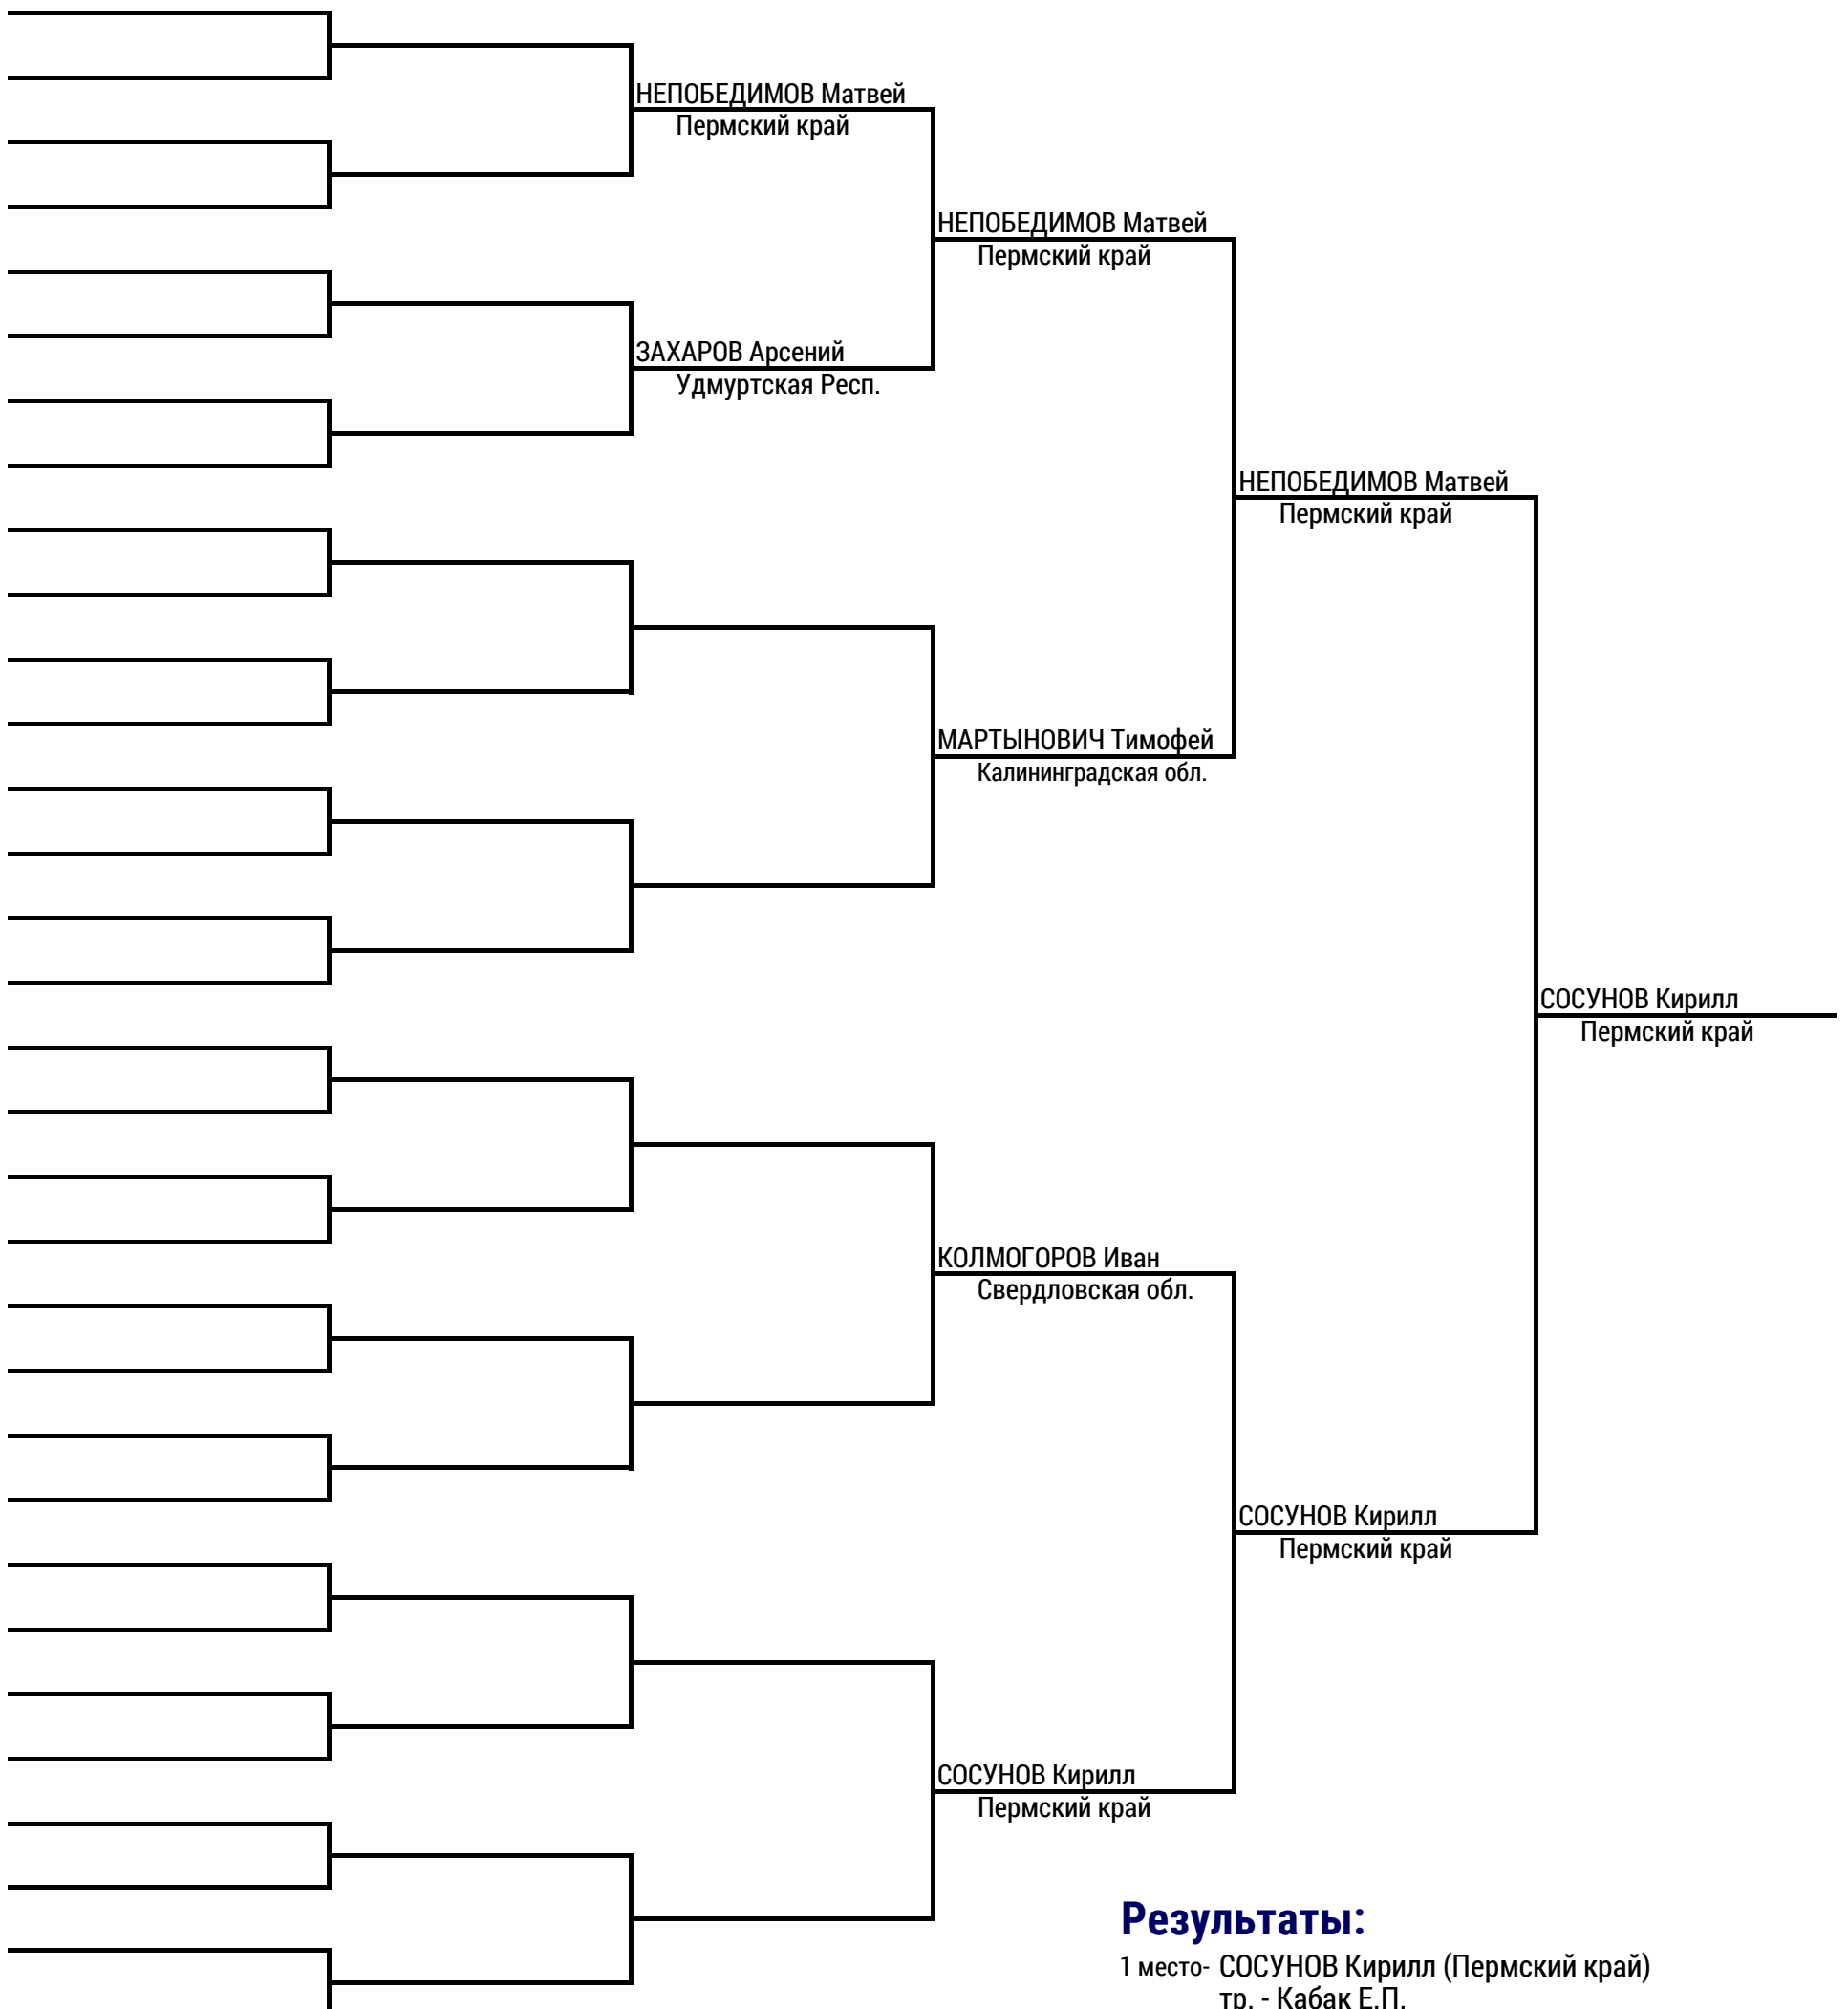 НЕПОБЕДИМОВ Матвей
Пермский край
НЕПОБЕДИМОВ Матвей
Пермский край
ЗАХАРОВ Арсений
Удмуртская Респ.
НЕПОБЕДИМОВ Матвей
Пермский край
МАРТЫНОВИЧ Тимофей
Калининградская обл.
СОСУНОВ Кирилл
Пермский край
КОЛМОГОРОВ Иван
Свердловская обл.
СОСУНОВ Кирилл
Пермский край
СОСУНОВ Кирилл
Пермский край
Результаты:
1 место- СОСУНОВ Кирилл (Пермский край)
тр. - Кабак Е.П.